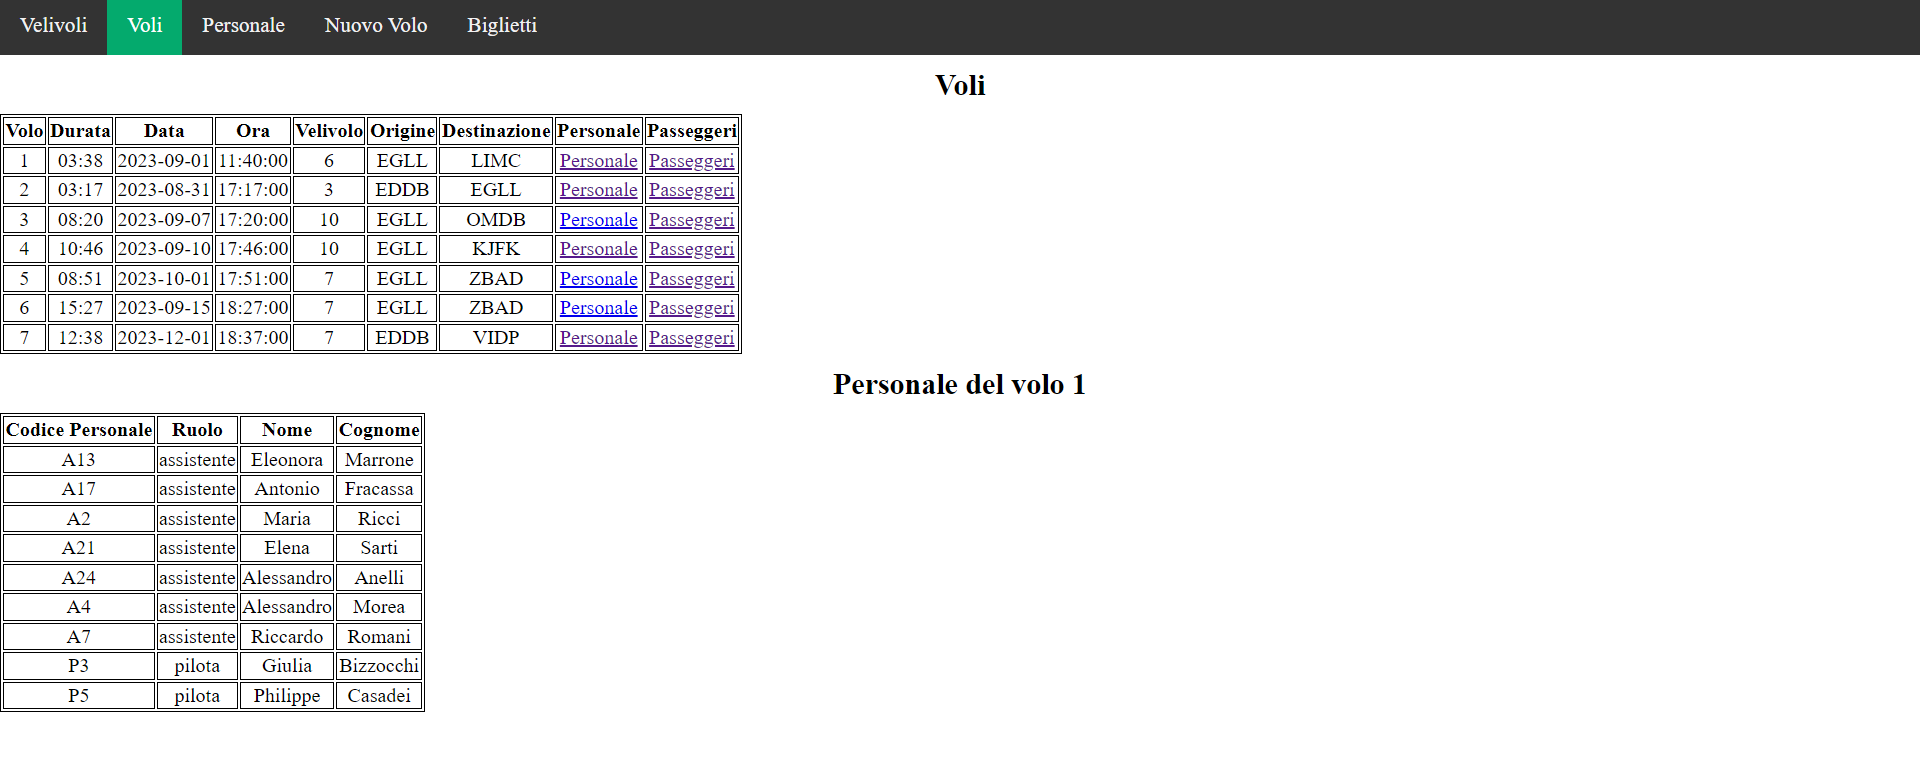 Velivoli Voli Personale Nuovo Volo Biglietti
Voli
Volo Durata Data Ora Velivolo Origine Destinazione Personale Passeggeri
1 03:38 2023-09-01 11:40:00 6 EGLL LIMC Personale Passeggeri
2 03:17 2023-08-31 17:17:00 3 EDDB EGLL Personale Passeggeri
3 08:20 2023-09-07 17:20:00 10 EGLL OMDB Personale Passeggeri
4 10:46 2023-09-10 17:46:00 10 EGLL KJFK Personale Passeggeri
5 08:51 2023-10-01 17:51:00 7 EGLL ZBAD Personale Passeggeri
6 15:27 2023-09-15 18:27:00 7 EGLL ZBAD Personale Passeggeri
7 12:38 2023-12-01 18:37:00 7 EDDB VIDP Personale Passeggeri
Personale del volo 1
Codice Personale Ruolo Nome Cognome
A13 assistente Eleonora Marrone
A17 assistente Antonio Fracassa
A2 assistente Maria Ricci
A21 assistente Elena Sarti
A24 assistente Alessandro Anelli
A4 assistente Alessandro Morea
A7 assistente Riccardo Romani
P3 pilota Giulia Bizzocchi
P5 pilota Philippe Casadei